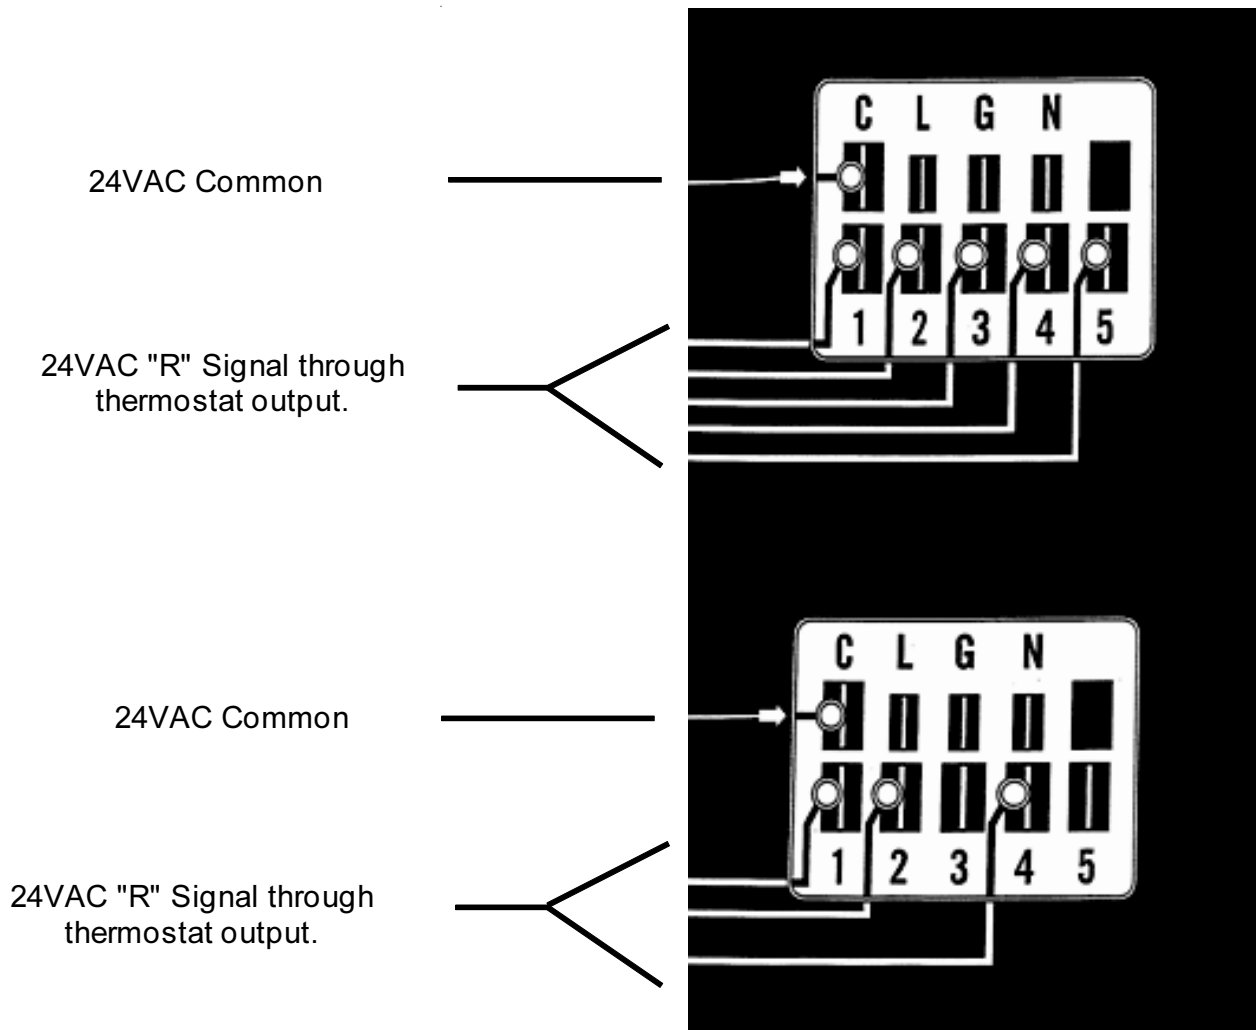 C L G N
24VAC Common
1 2 3 4 5
24VAC "R" Signal through
thermostat output.
C L G N
24VAC Common
1 2 3 4 5
24VAC "R" Signal through
thermostat output.